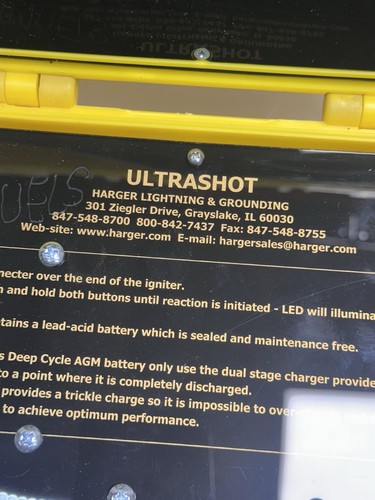 ULTRASHOT
ULTRASHOT
HARGER LIGHTNING & GROUNDING
301 Ziegler Drive, Grayslake, IL 60030
847-548-8700 800-842-7437 Fax: 847-548-8755
Web-site: www.harger.com E-mail: hargersales@harger.com
necter over the end of the igniter.
n and hold both buttons until reaction is initiated - LED will illumina
tains a lead-acid battery which is sealed and maintenance free.
s Deep Cycle AGM battery only use the dual stage charger provide
to a point where it is completely discharged.
provides a trickle charge so it is impossible to over
to achieve optimum performance.